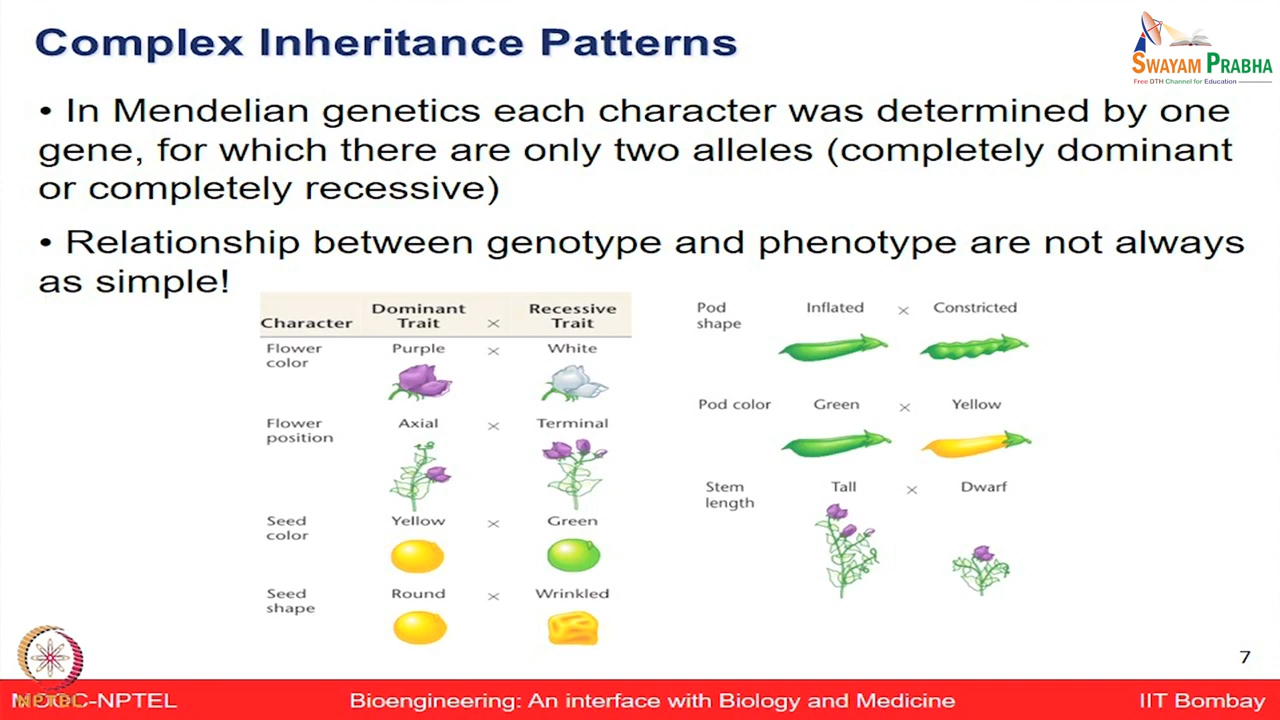 Complex Inheritance Patterns
SWAYAM PRABHA
Free DTH Channel for Education
• In Mendelian genetics each character was determined by one
gene, for which there are only two alleles (completely dominant
or completely recessive)
• Relationship between genotype and phenotype are not always
as simple!
Character Dominant Trait × Recessive Trait
Flower color Purple × White
Flower position Axial × Terminal
Seed color Yellow × Green
Seed shape Round × Wrinkled
Pod shape Inflated × Constricted
Pod color Green × Yellow
Stem length Tall × Dwarf
7
NPTEL
MOOC-NPTEL Bioengineering: An interface with Biology and Medicine IIT Bombay